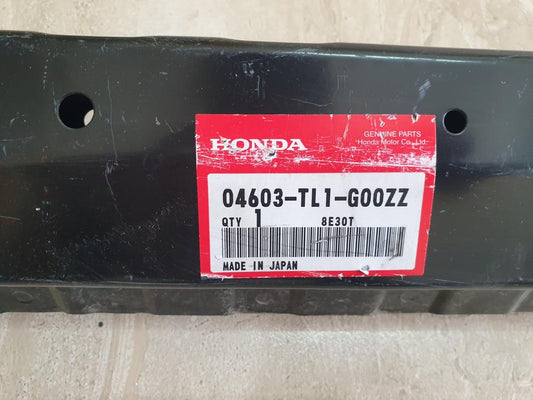 HONDA
GENUINE PARTS
Honda Motor Co., Ltd.
04603-TL1-G00ZZ
QTY 1 8E30T
MADE IN JAPAN